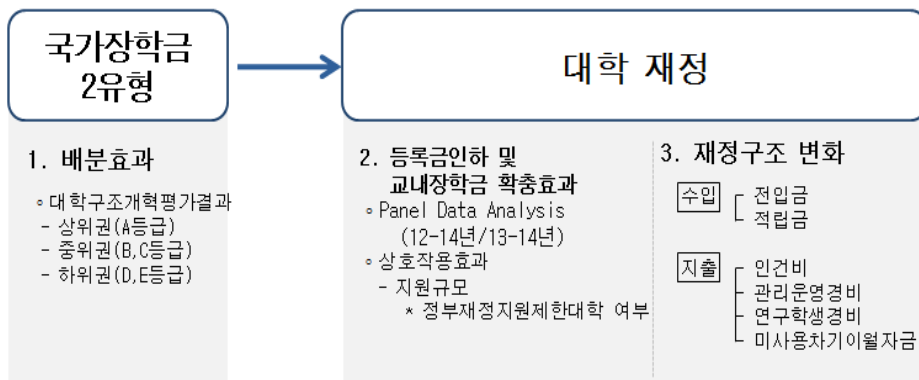 국가장학금
2유형
대학 재정
1. 배분효과
◦대학구조개혁평가결과
- 상위권(A등급)
- 중위권(B,C등급)
- 하위권(D,E등급)
2. 등록금인하 및
교내장학금 확충효과
◦Panel Data Analysis
(12-14년/13-14년)
◦상호작용효과
- 지원규모
* 정부재정지원제한대학 여부
3. 재정구조 변화
수입
전입금
적립금
지출
인건비
관리운영경비
연구학생경비
미사용차기이월자금